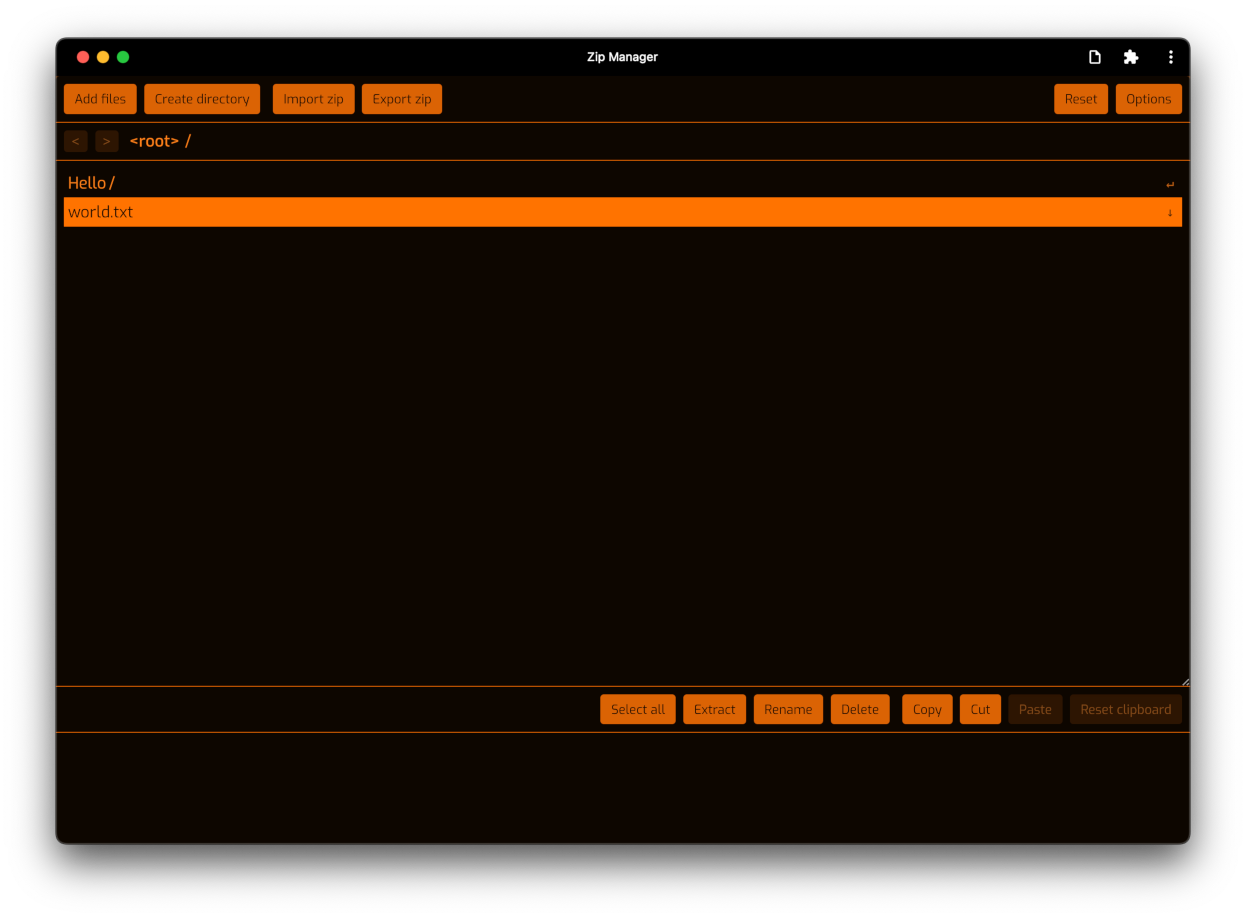 Zip Manager
Add files Create directory Import zip Export zip Reset Options
< > <root> /
Hello / ↵
world.txt ↓
Select all Extract Rename Delete Copy Cut Paste Reset clipboard